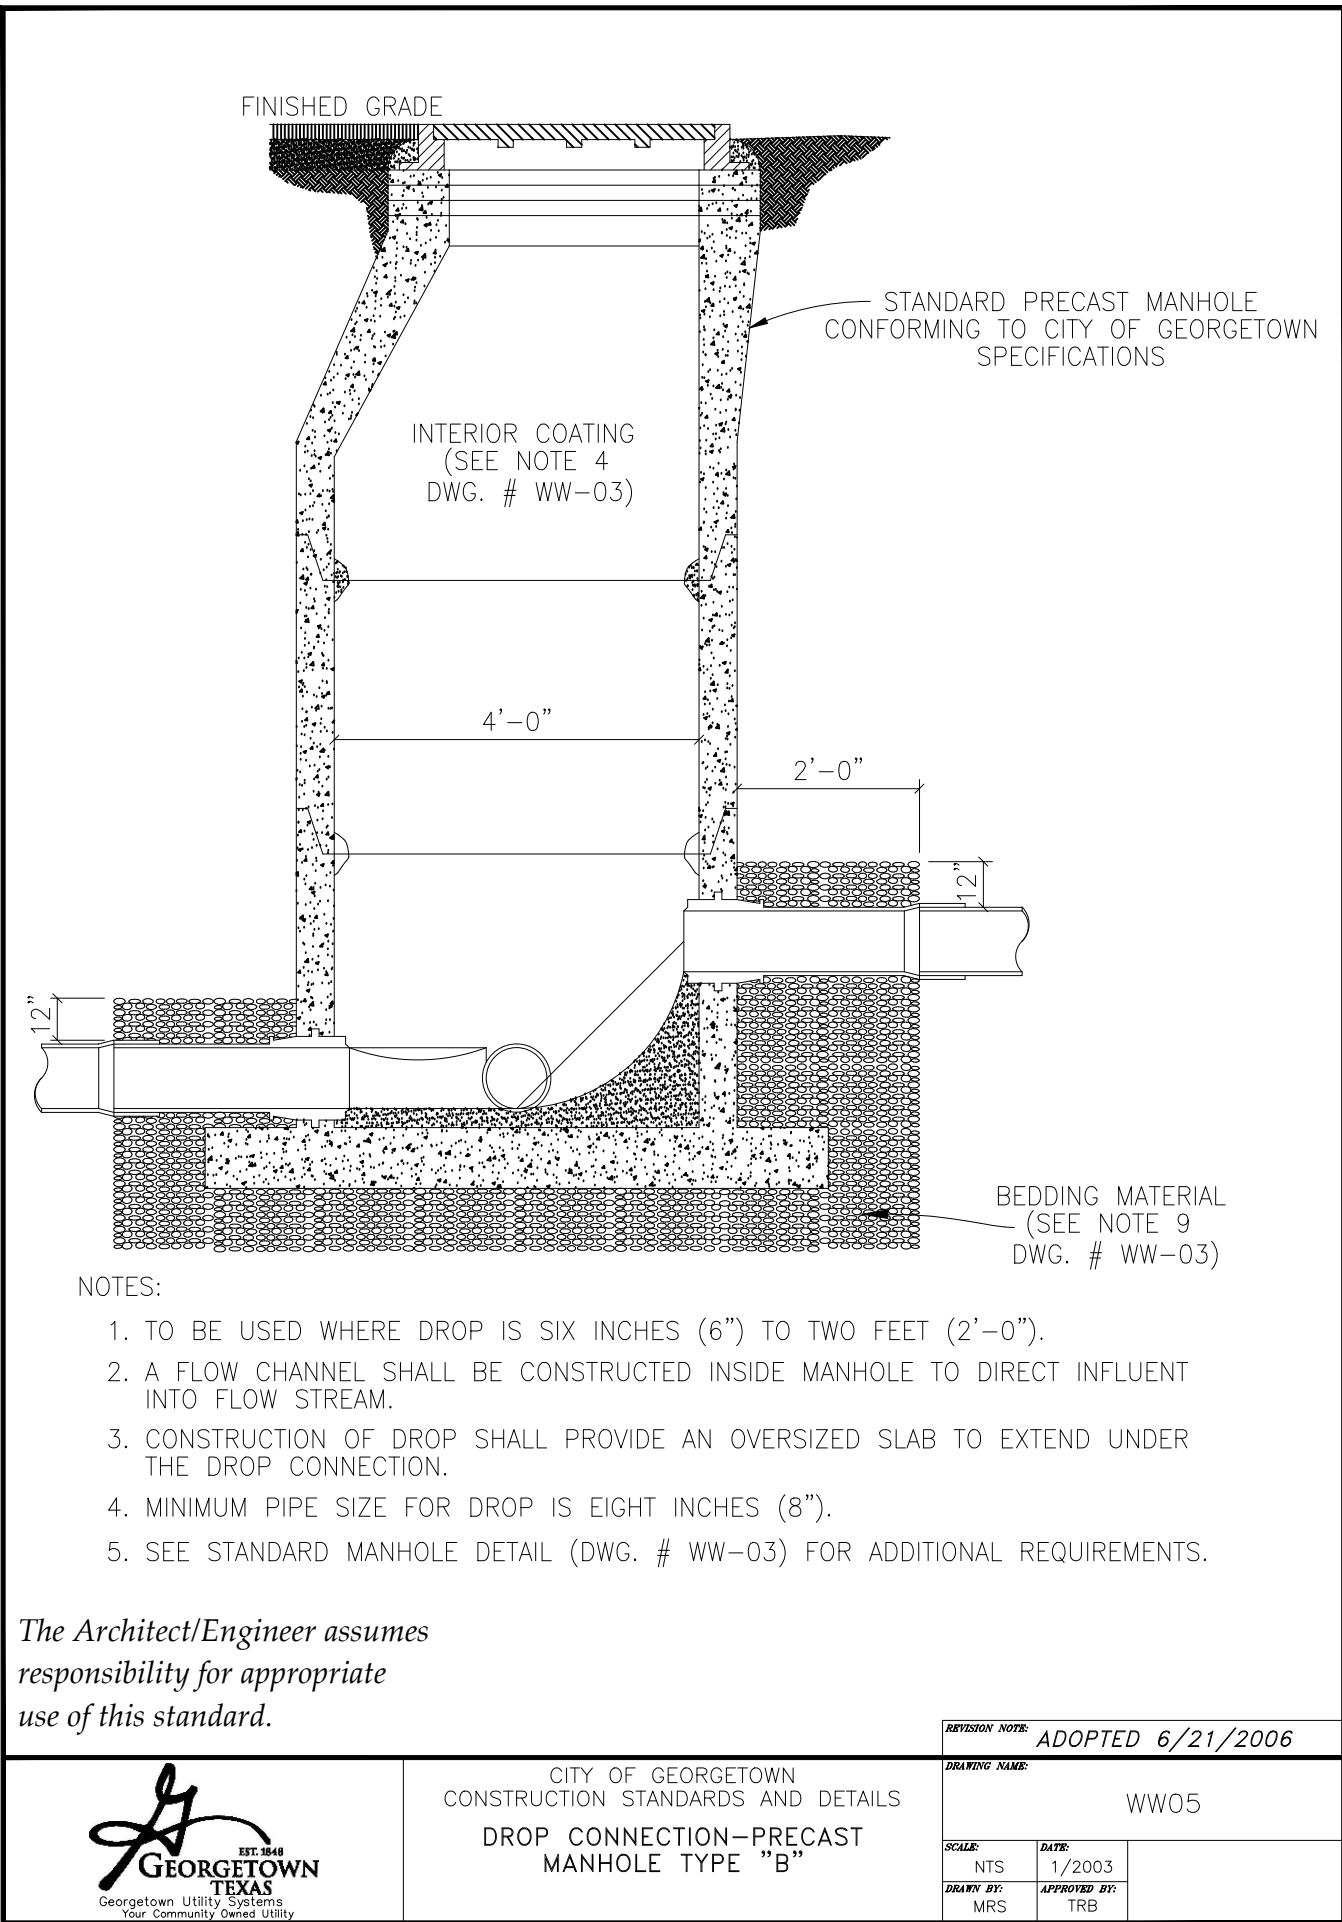 FINISHED GRADE
STANDARD PRECAST MANHOLE
CONFORMING TO CITY OF GEORGETOWN
SPECIFICATIONS
INTERIOR COATING
(SEE NOTE 4
DWG. # WW-03)
4'-0"
2'-0"
12"
12"
BEDDING MATERIAL
(SEE NOTE 9
DWG. # WW-03)
NOTES:
1. TO BE USED WHERE DROP IS SIX INCHES (6") TO TWO FEET (2'-0").
2. A FLOW CHANNEL SHALL BE CONSTRUCTED INSIDE MANHOLE TO DIRECT INFLUENT
INTO FLOW STREAM.
3. CONSTRUCTION OF DROP SHALL PROVIDE AN OVERSIZED SLAB TO EXTEND UNDER
THE DROP CONNECTION.
4. MINIMUM PIPE SIZE FOR DROP IS EIGHT INCHES (8").
5. SEE STANDARD MANHOLE DETAIL (DWG. # WW-03) FOR ADDITIONAL REQUIREMENTS.
The Architect/Engineer assumes
responsibility for appropriate
use of this standard.
REVISION NOTE: ADOPTED 6/21/2006
EST. 1848
GEORGETOWN
TEXAS
Georgetown Utility Systems
Your Community Owned Utility
CITY OF GEORGETOWN
CONSTRUCTION STANDARDS AND DETAILS
DROP CONNECTION-PRECAST
MANHOLE TYPE "B"
DRAWING NAME:
WW05
SCALE:
NTS
DATE:
1/2003
DRAWN BY:
MRS
APPROVED BY:
TRB